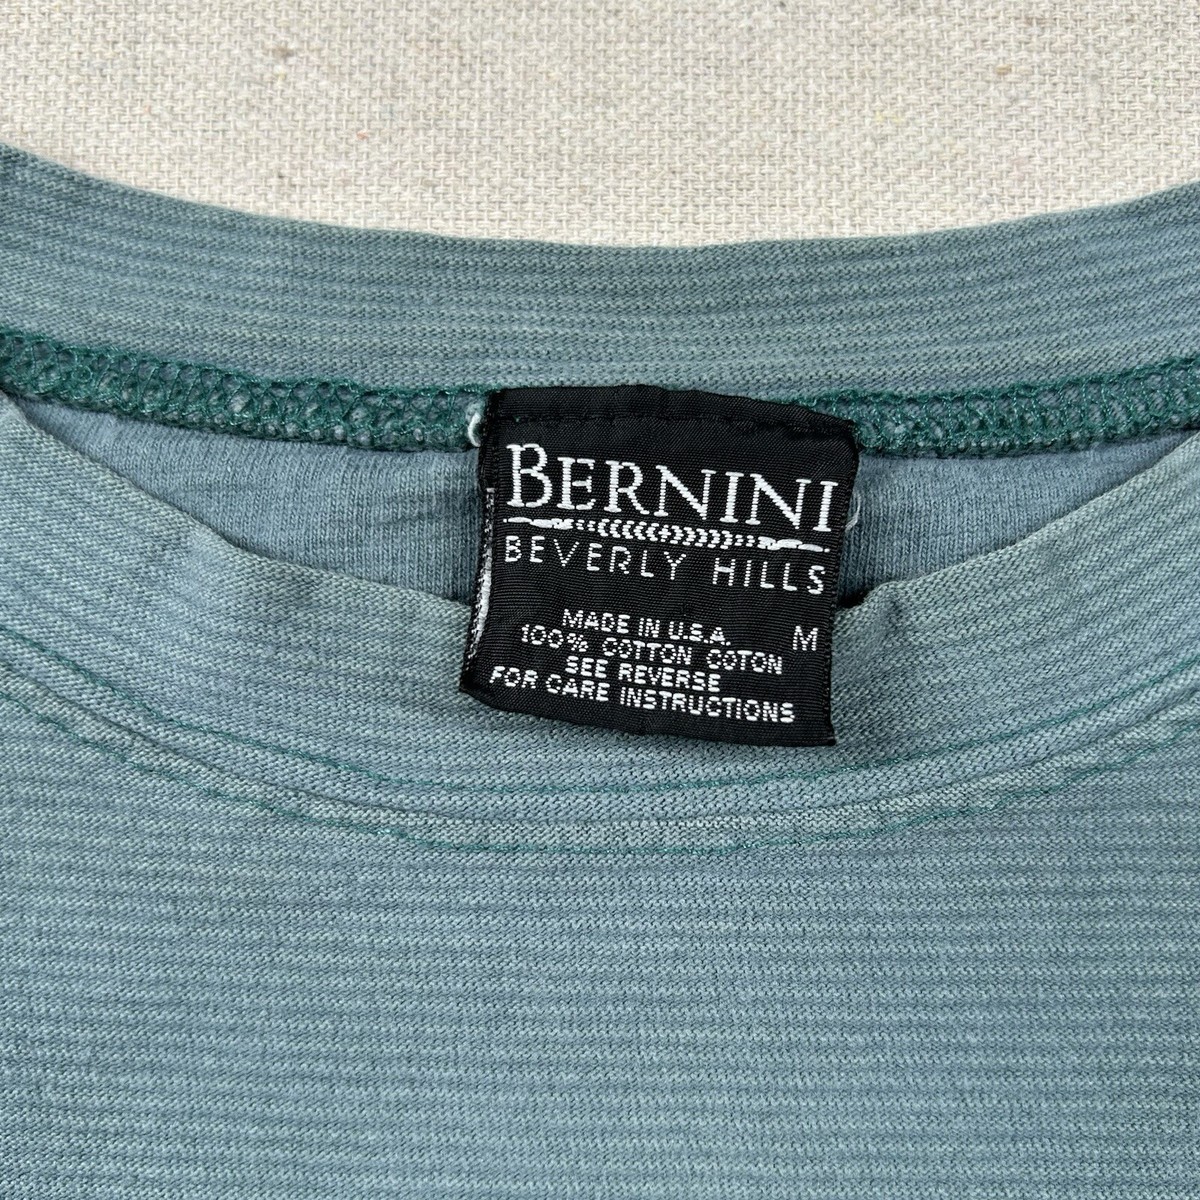 BERNINI
BEVERLY HILLS
MADE IN U.S.A. M
100% COTTON COTON
SEE REVERSE
FOR CARE INSTRUCTIONS